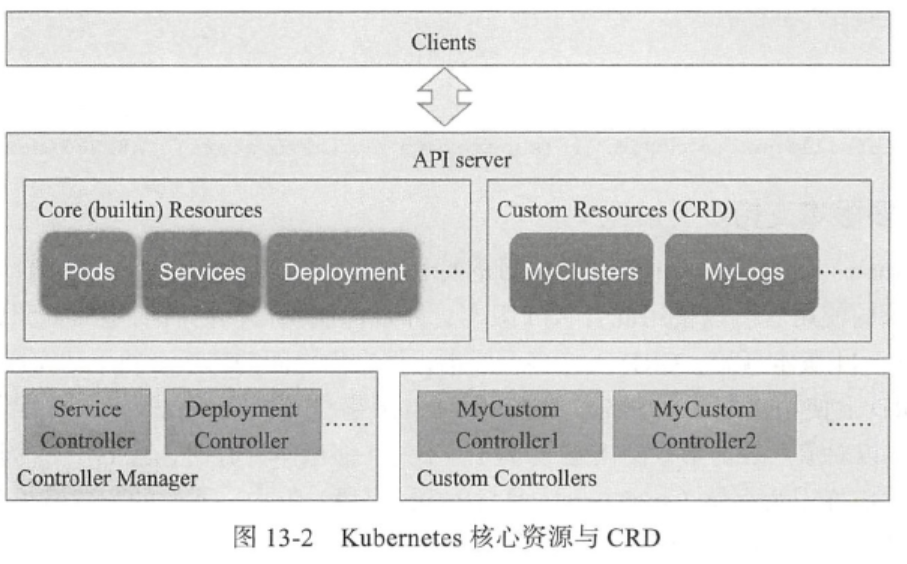 Clients
API server
Core (builtin) Resources
Custom Resources (CRD)
Pods
Services
Deployment
......
MyClusters
MyLogs
......
Service
Controller
Deployment
Controller
......
Controller Manager
MyCustom
Controller1
MyCustom
Controller2
......
Custom Controllers
图 13-2 Kubernetes 核心资源与 CRD